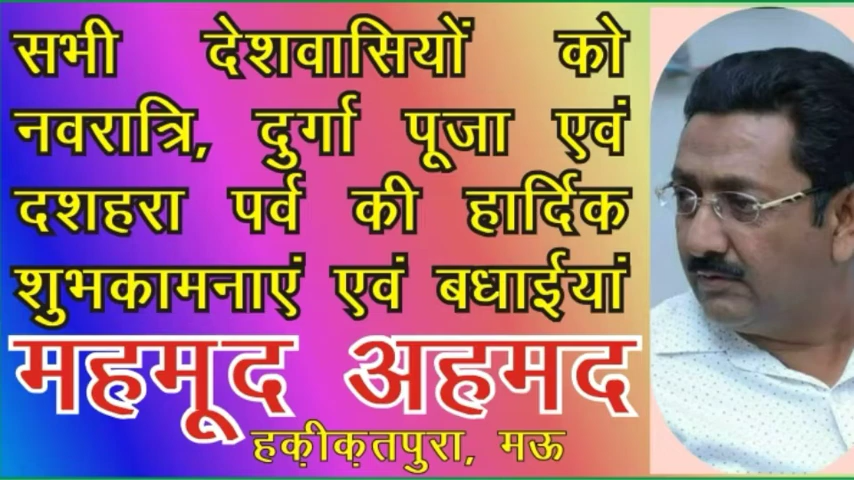 सभी देशवासियों को
नवरात्रि, दुर्गा पूजा एवं
दशहरा पर्व की हार्दिक
शुभकामनाएं एवं बधाईयां
महमूद अहमद
हक़ीक़तपुरा, मऊ